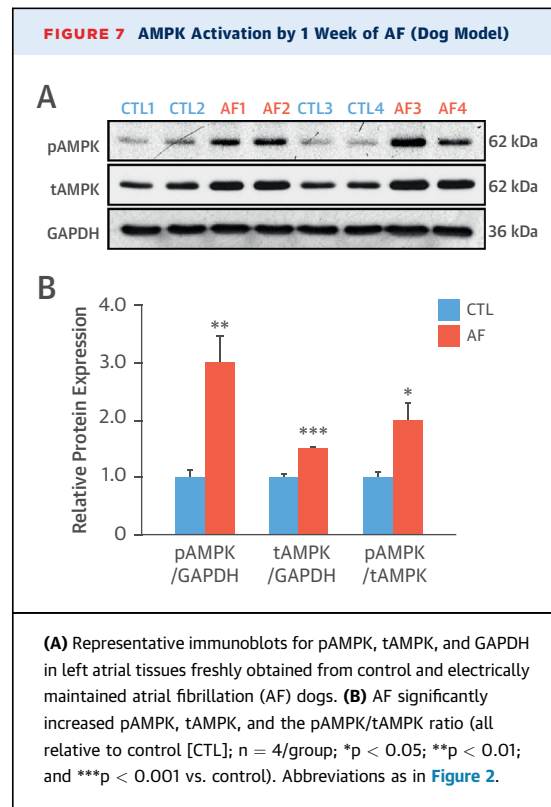 FIGURE 7 AMPK Activation by 1 Week of AF (Dog Model)
A
CTL1 CTL2 AF1 AF2 CTL3 CTL4 AF3 AF4
pAMPK 62 kDa
tAMPK 62 kDa
GAPDH 36 kDa
B
Relative Protein Expression
4.0
3.0
2.0
1.0
0
CTL
AF
**
***
*
pAMPK /GAPDH
tAMPK /GAPDH
pAMPK /tAMPK
(A) Representative immunoblots for pAMPK, tAMPK, and GAPDH
in left atrial tissues freshly obtained from control and electrically
maintained atrial fibrillation (AF) dogs. (B) AF significantly
increased pAMPK, tAMPK, and the pAMPK/tAMPK ratio (all
relative to control [CTL]; n = 4/group; *p < 0.05; **p < 0.01;
and ***p < 0.001 vs. control). Abbreviations as in Figure 2.